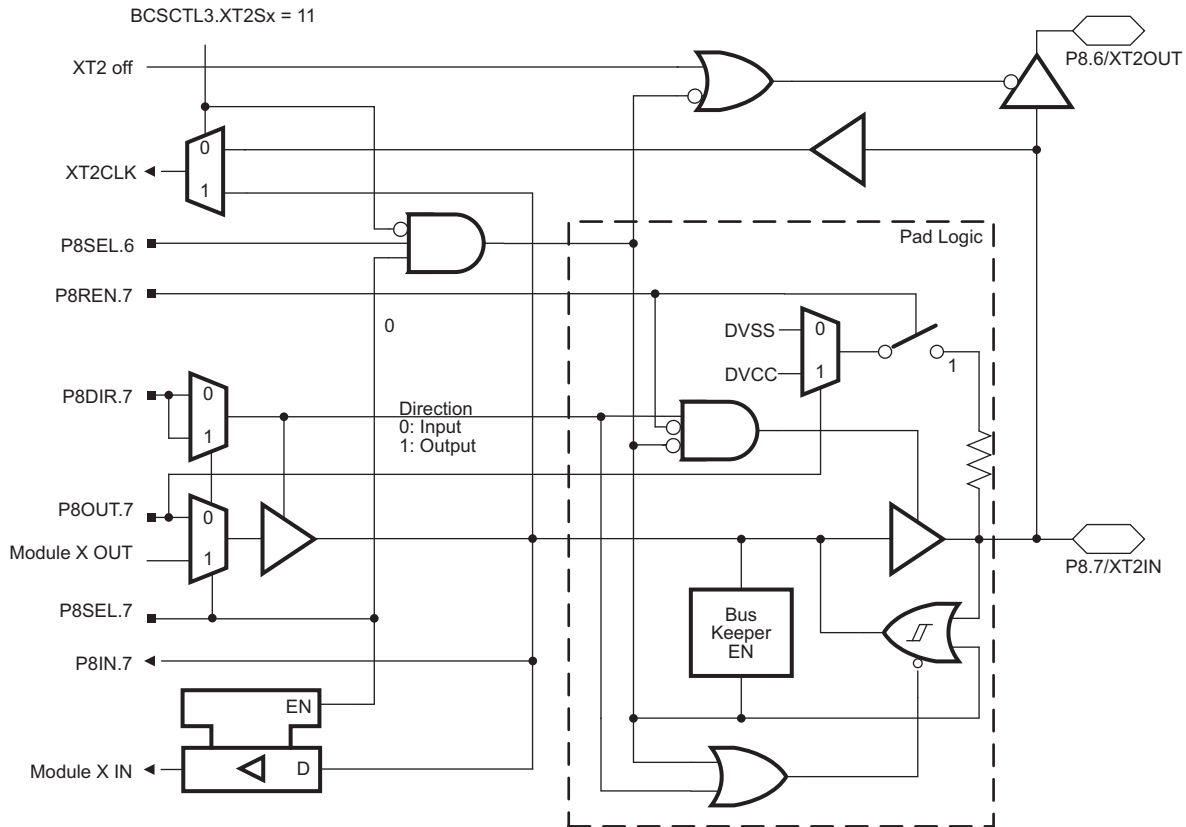 BCSCTL3.XT2Sx = 11
P8.6/XT2OUT
XT2 off
0
XT2CLK
1
P8SEL.6
Pad Logic
P8REN.7
0
DVSS
0
DVCC
1
1
P8DIR.7
0
1
Direction
0: Input
1: Output
P8OUT.7
0
Module X OUT
1
P8.7/XT2IN
P8SEL.7
Bus
Keeper
EN
P8IN.7
EN
Module X IN
D